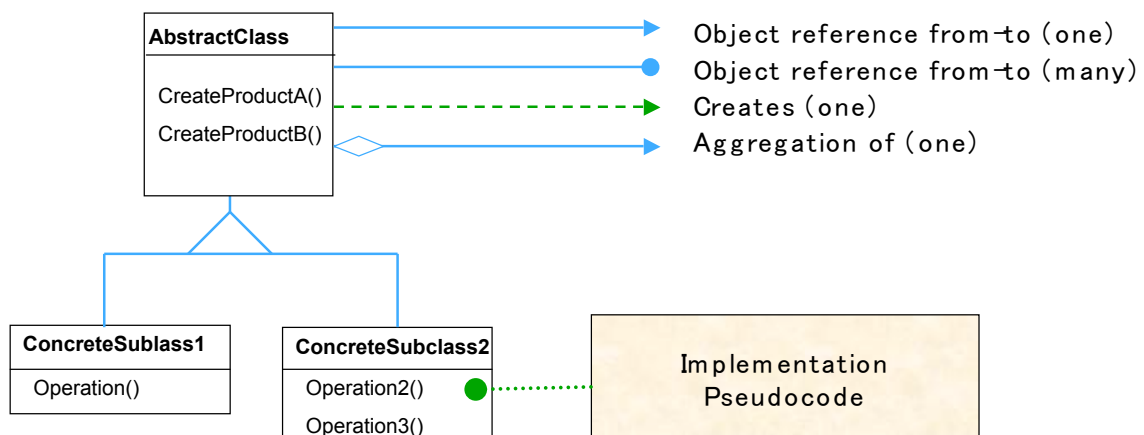 AbstractClass
CreateProductA()
CreateProductB()
Object reference from-to (one)
Object reference from-to (many)
Creates (one)
Aggregation of (one)
ConcreteSublass1
Operation()
ConcreteSubclass2
Operation2()
Operation3()
Implementation
Pseudocode